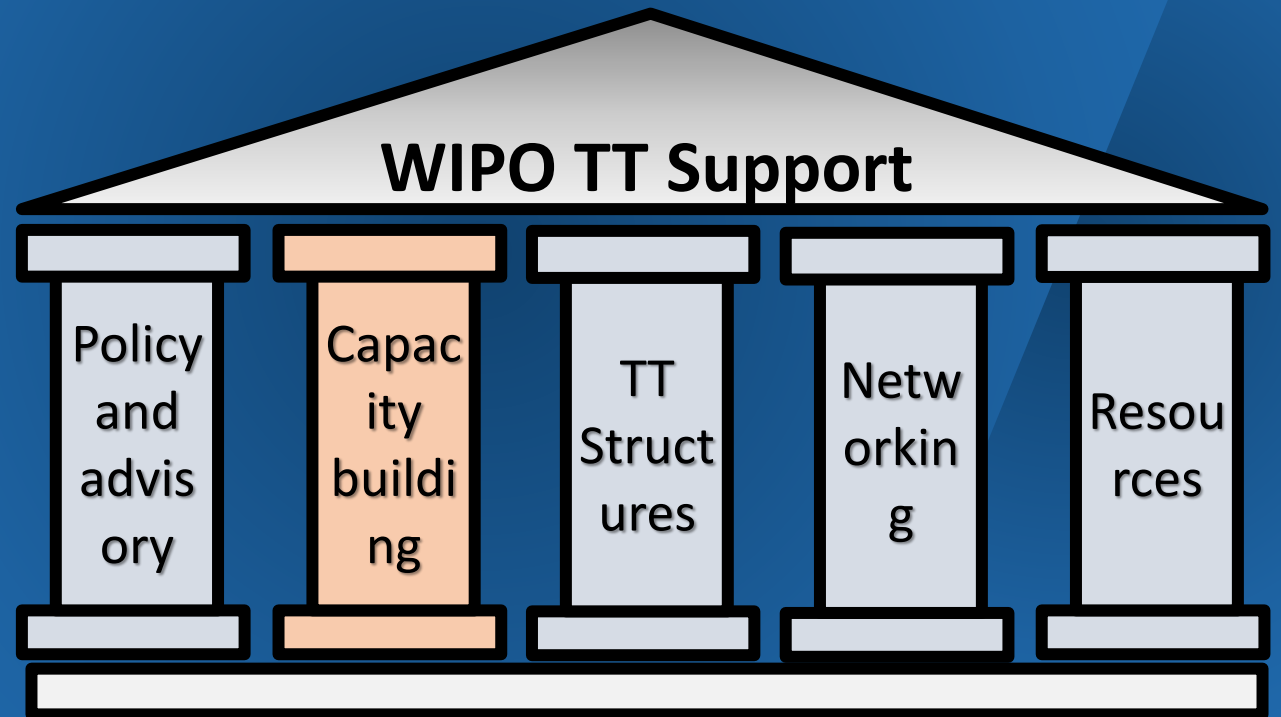 WIPO TT Support
Policy
and
advis
ory
Capac
ity
buildi
ng
TT
Struct
ures
Netw
orkin
g
Resou
rces